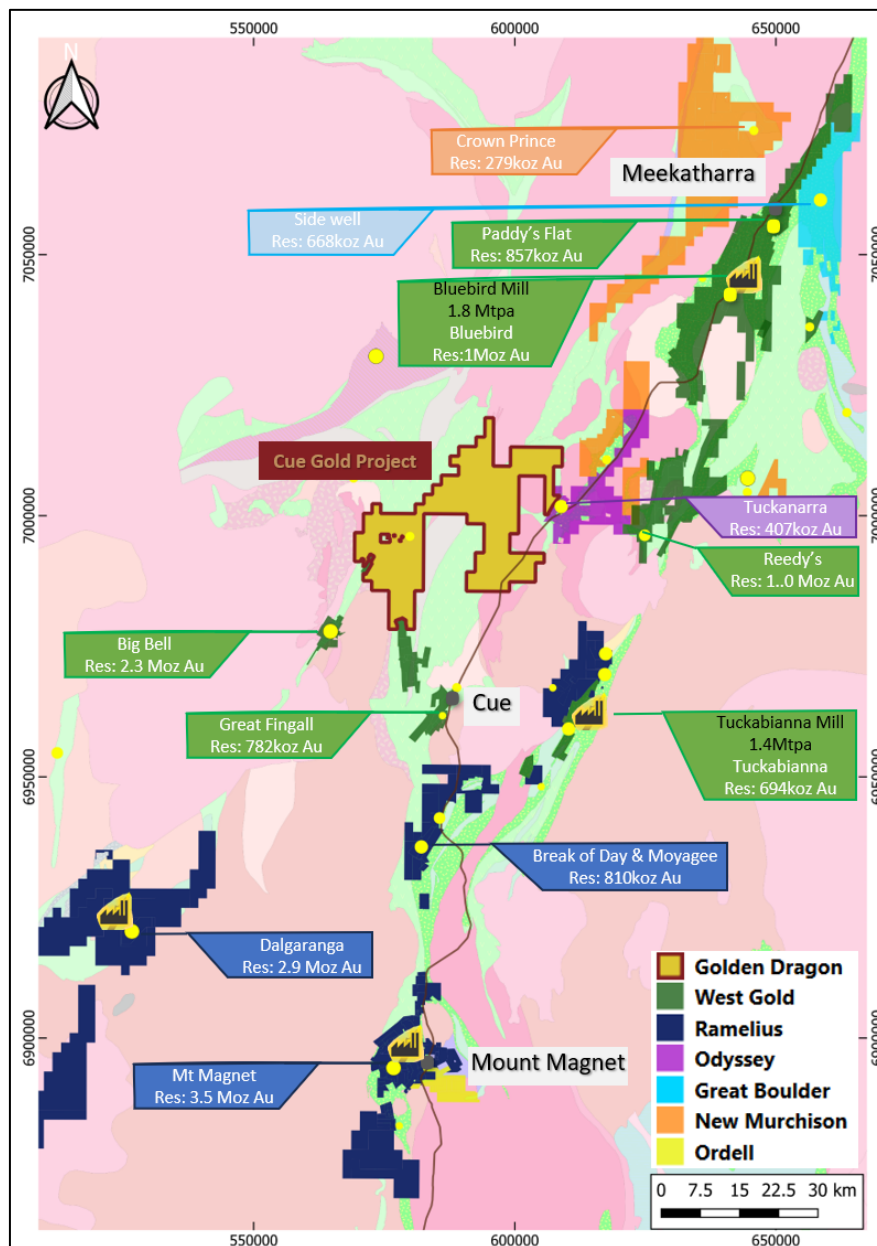 550000
600000
650000
N
Crown Prince
Res: 279koz Au
Meekatharra
Side well
Res: 668koz Au
Paddy's Flat
Res: 857koz Au
7050000
7050000
Bluebird Mill
1.8 Mtpa
Bluebird
Res:1Moz Au
Cue Gold Project
7000000
7000000
Tuckanarra
Res: 407koz Au
Reedy's
Res: 1..0 Moz Au
Big Bell
Res: 2.3 Moz Au
Cue
Great Fingall
Res: 782koz Au
Tuckabianna Mill
1.4Mtpa
Tuckabianna
Res: 694koz Au
6950000
6950000
Break of Day & Moyagee
Res: 810koz Au
Dalgaranga
Res: 2.9 Moz Au
6900000
6900000
Mount Magnet
Mt Magnet
Res: 3.5 Moz Au
Golden Dragon
West Gold
Ramelius
Odyssey
Great Boulder
New Murchison
Ordell
0 7.5 15 22.5 30 km
550000
600000
650000